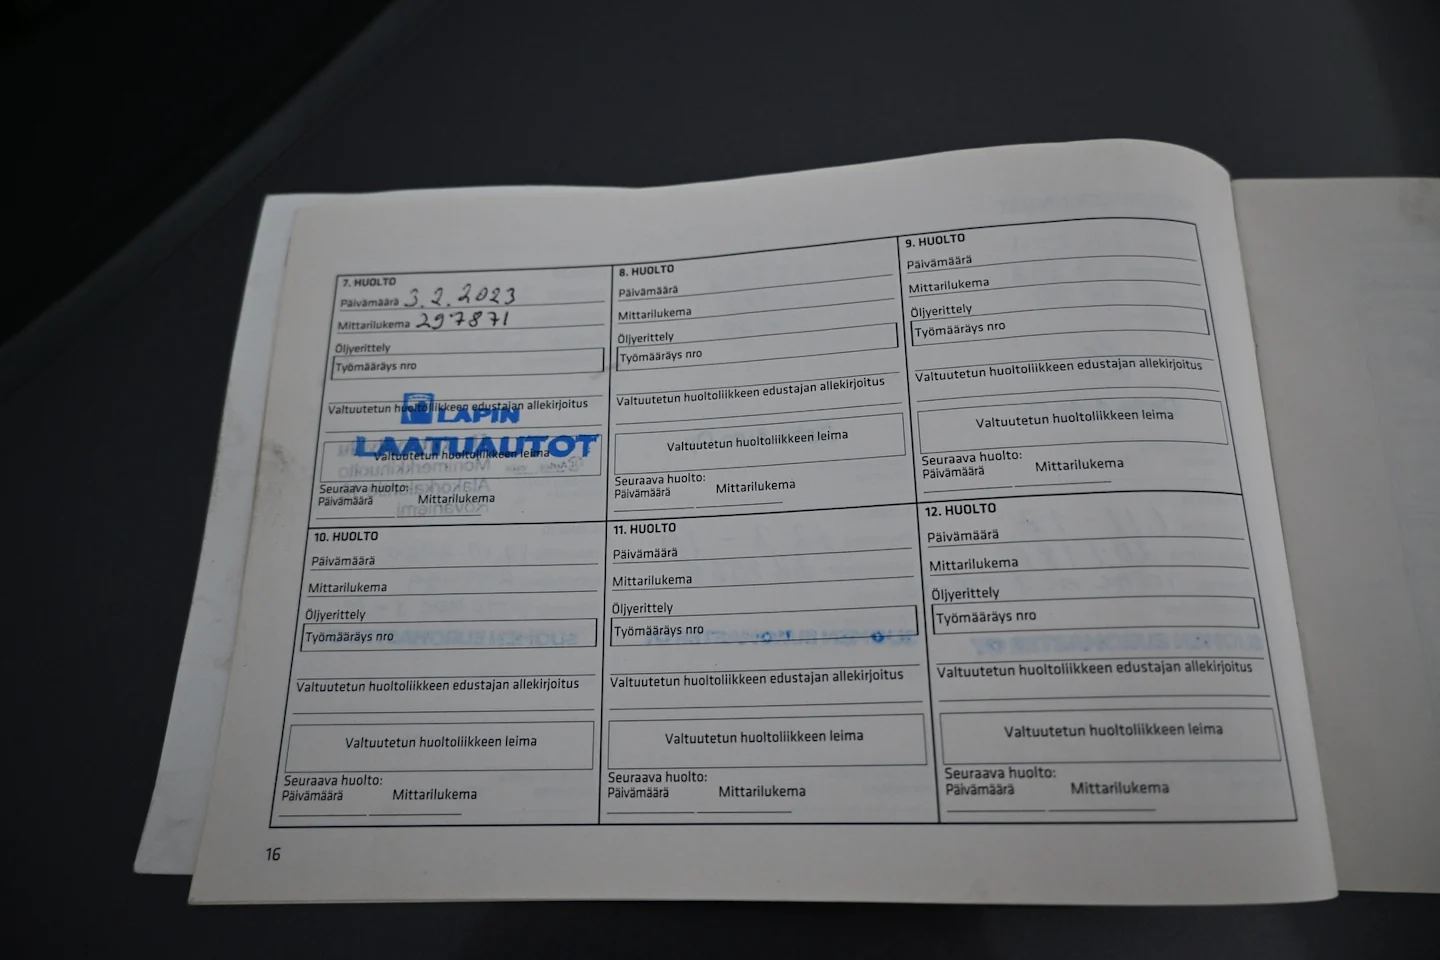 7. HUOLTO
Päivämäärä 3.2.2023
Mittarilukema 297871
Öljyerittely
Työmääräys nro
Valtuutetun huoltoliikkeen edustajan allekirjoitus
LAPIN
LAATUAUTOT
Valtuutetun huoltoliikkeen leima
Seuraava huolto:
Päivämäärä Mittarilukema
8. HUOLTO
Päivämäärä
Mittarilukema
Öljyerittely
Työmääräys nro
Valtuutetun huoltoliikkeen edustajan allekirjoitus
Valtuutetun huoltoliikkeen leima
Seuraava huolto:
Päivämäärä Mittarilukema
9. HUOLTO
Päivämäärä
Mittarilukema
Öljyerittely
Työmääräys nro
Valtuutetun huoltoliikkeen edustajan allekirjoitus
Valtuutetun huoltoliikkeen leima
Seuraava huolto:
Päivämäärä Mittarilukema
10. HUOLTO
Päivämäärä
Mittarilukema
Öljyerittely
Työmääräys nro
Valtuutetun huoltoliikkeen edustajan allekirjoitus
Valtuutetun huoltoliikkeen leima
Seuraava huolto:
Päivämäärä Mittarilukema
11. HUOLTO
Päivämäärä
Mittarilukema
Öljyerittely
Työmääräys nro
Valtuutetun huoltoliikkeen edustajan allekirjoitus
Valtuutetun huoltoliikkeen leima
Seuraava huolto:
Päivämäärä Mittarilukema
12. HUOLTO
Päivämäärä
Mittarilukema
Öljyerittely
Työmääräys nro
Valtuutetun huoltoliikkeen edustajan allekirjoitus
Valtuutetun huoltoliikkeen leima
Seuraava huolto:
Päivämäärä Mittarilukema
16